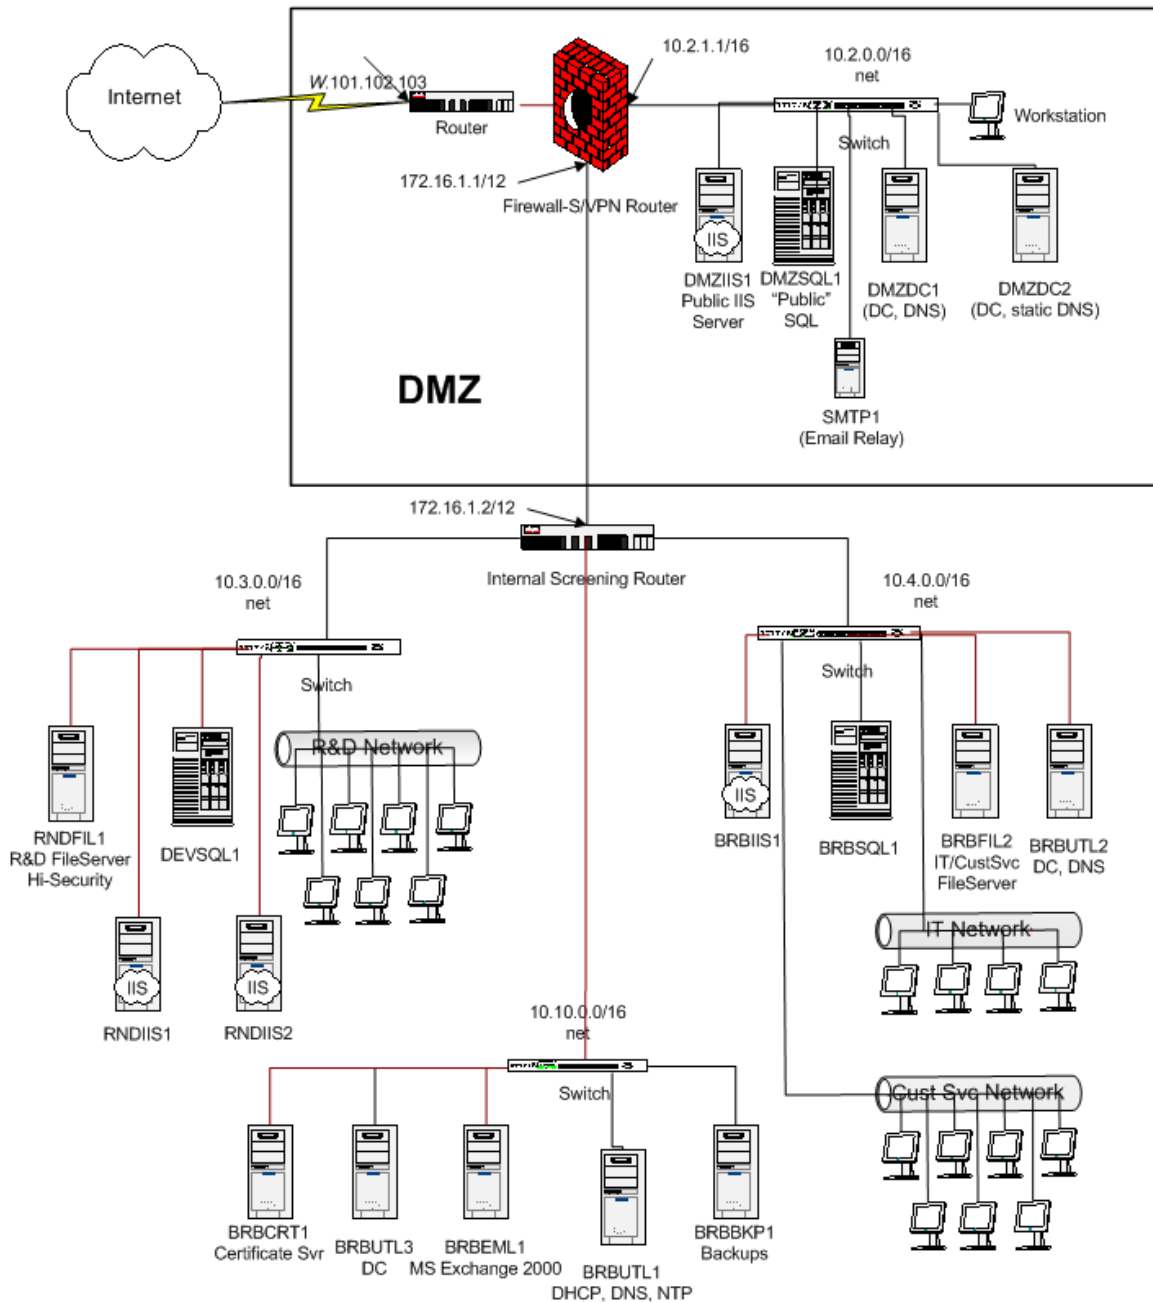 10.2.1.1/16
10.2.0.0/16
net
Internet
W.101.102.103
Router
Workstation
Switch
172.16.1.1/12
Firewall-S/VPN Router
IIS
DMZIIS1
Public IIS
Server
DMZSQL1
"Public"
SQL
DMZDC1
(DC, DNS)
DMZDC2
(DC, static DNS)
DMZ
SMTP1
(Email Relay)
172.16.1.2/12
Internal Screening Router
10.3.0.0/16
net
10.4.0.0/16
net
Switch
Switch
R&D Network
RNDFIL1
R&D FileServer
Hi-Security
DEVSQL1
IIS
BRBIIS1
BRBSQL1
BRBFIL2
IT/CustSvc
FileServer
BRBUTL2
DC, DNS
IT Network
IIS
RNDIIS1
IIS
RNDIIS2
10.10.0.0/16
net
Switch
Cust Svc Network
BRBCRT1
Certificate Svr
BRBUTL3
DC
BRBEML1
MS Exchange 2000
BRBUTL1
DHCP, DNS, NTP
BRBBKP1
Backups